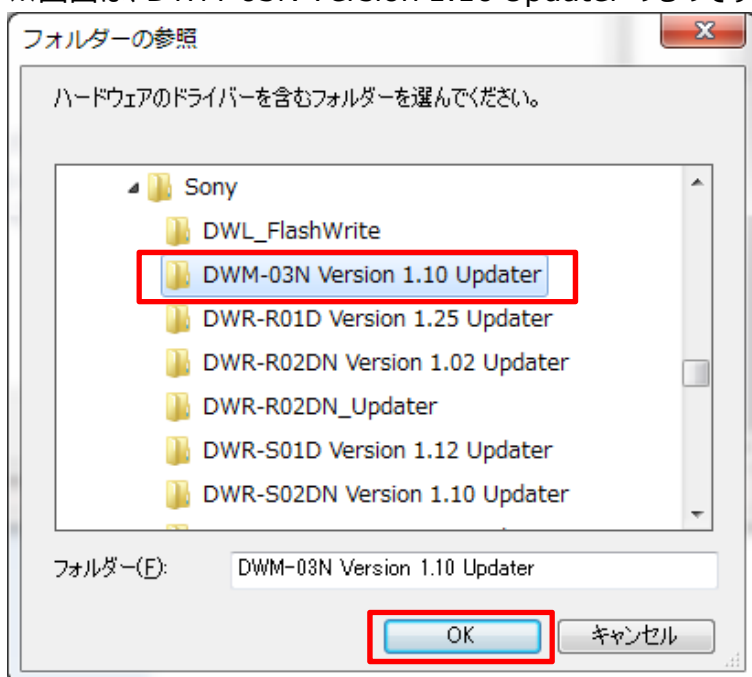 フォルダーの参照
ハードウェアのドライバーを含むフォルダーを選んでください。
Sony
DWL_FlashWrite
DWM-03N Version 1.10 Updater
DWR-R01D Version 1.25 Updater
DWR-R02DN Version 1.02 Updater
DWR-R02DN_Updater
DWR-S01D Version 1.12 Updater
DWR-S02DN Version 1.10 Updater
フォルダー(F):
DWM-03N Version 1.10 Updater
OK
キャンセル